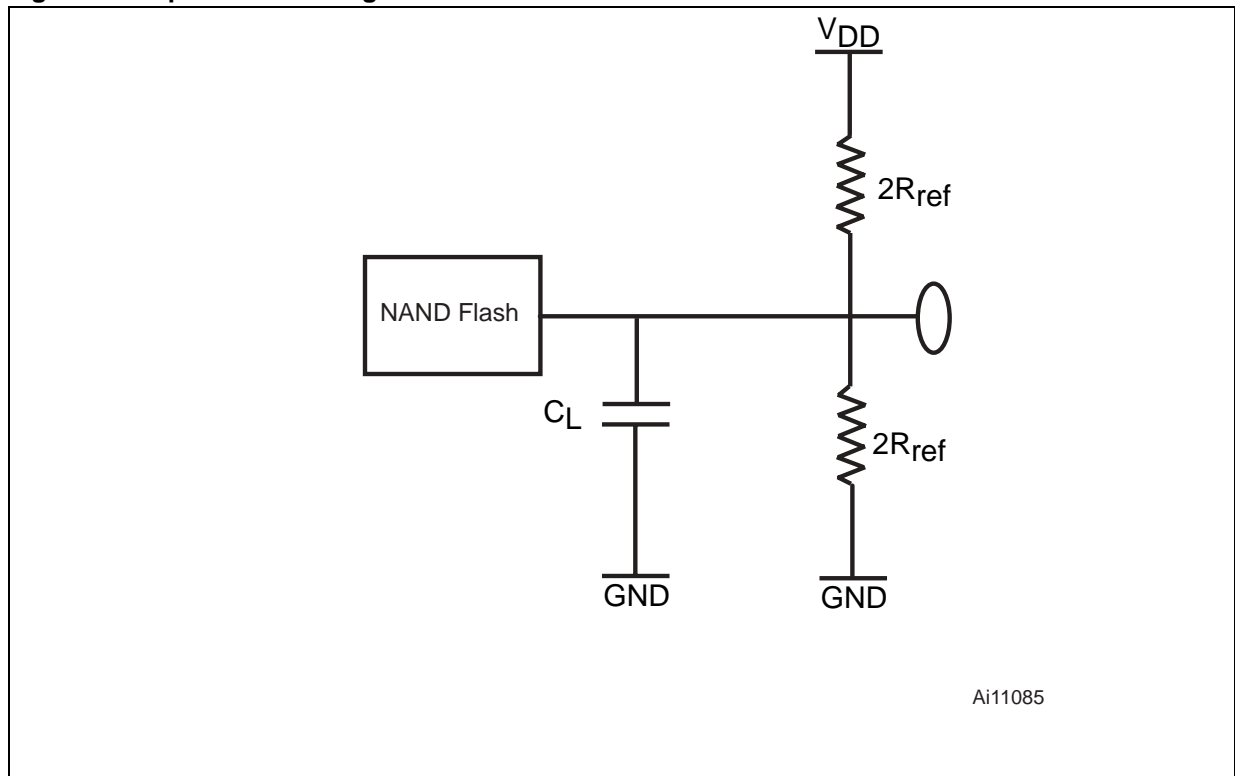 VDD
2Rref
NAND Flash
CL
2Rref
GND
GND
Ai11085